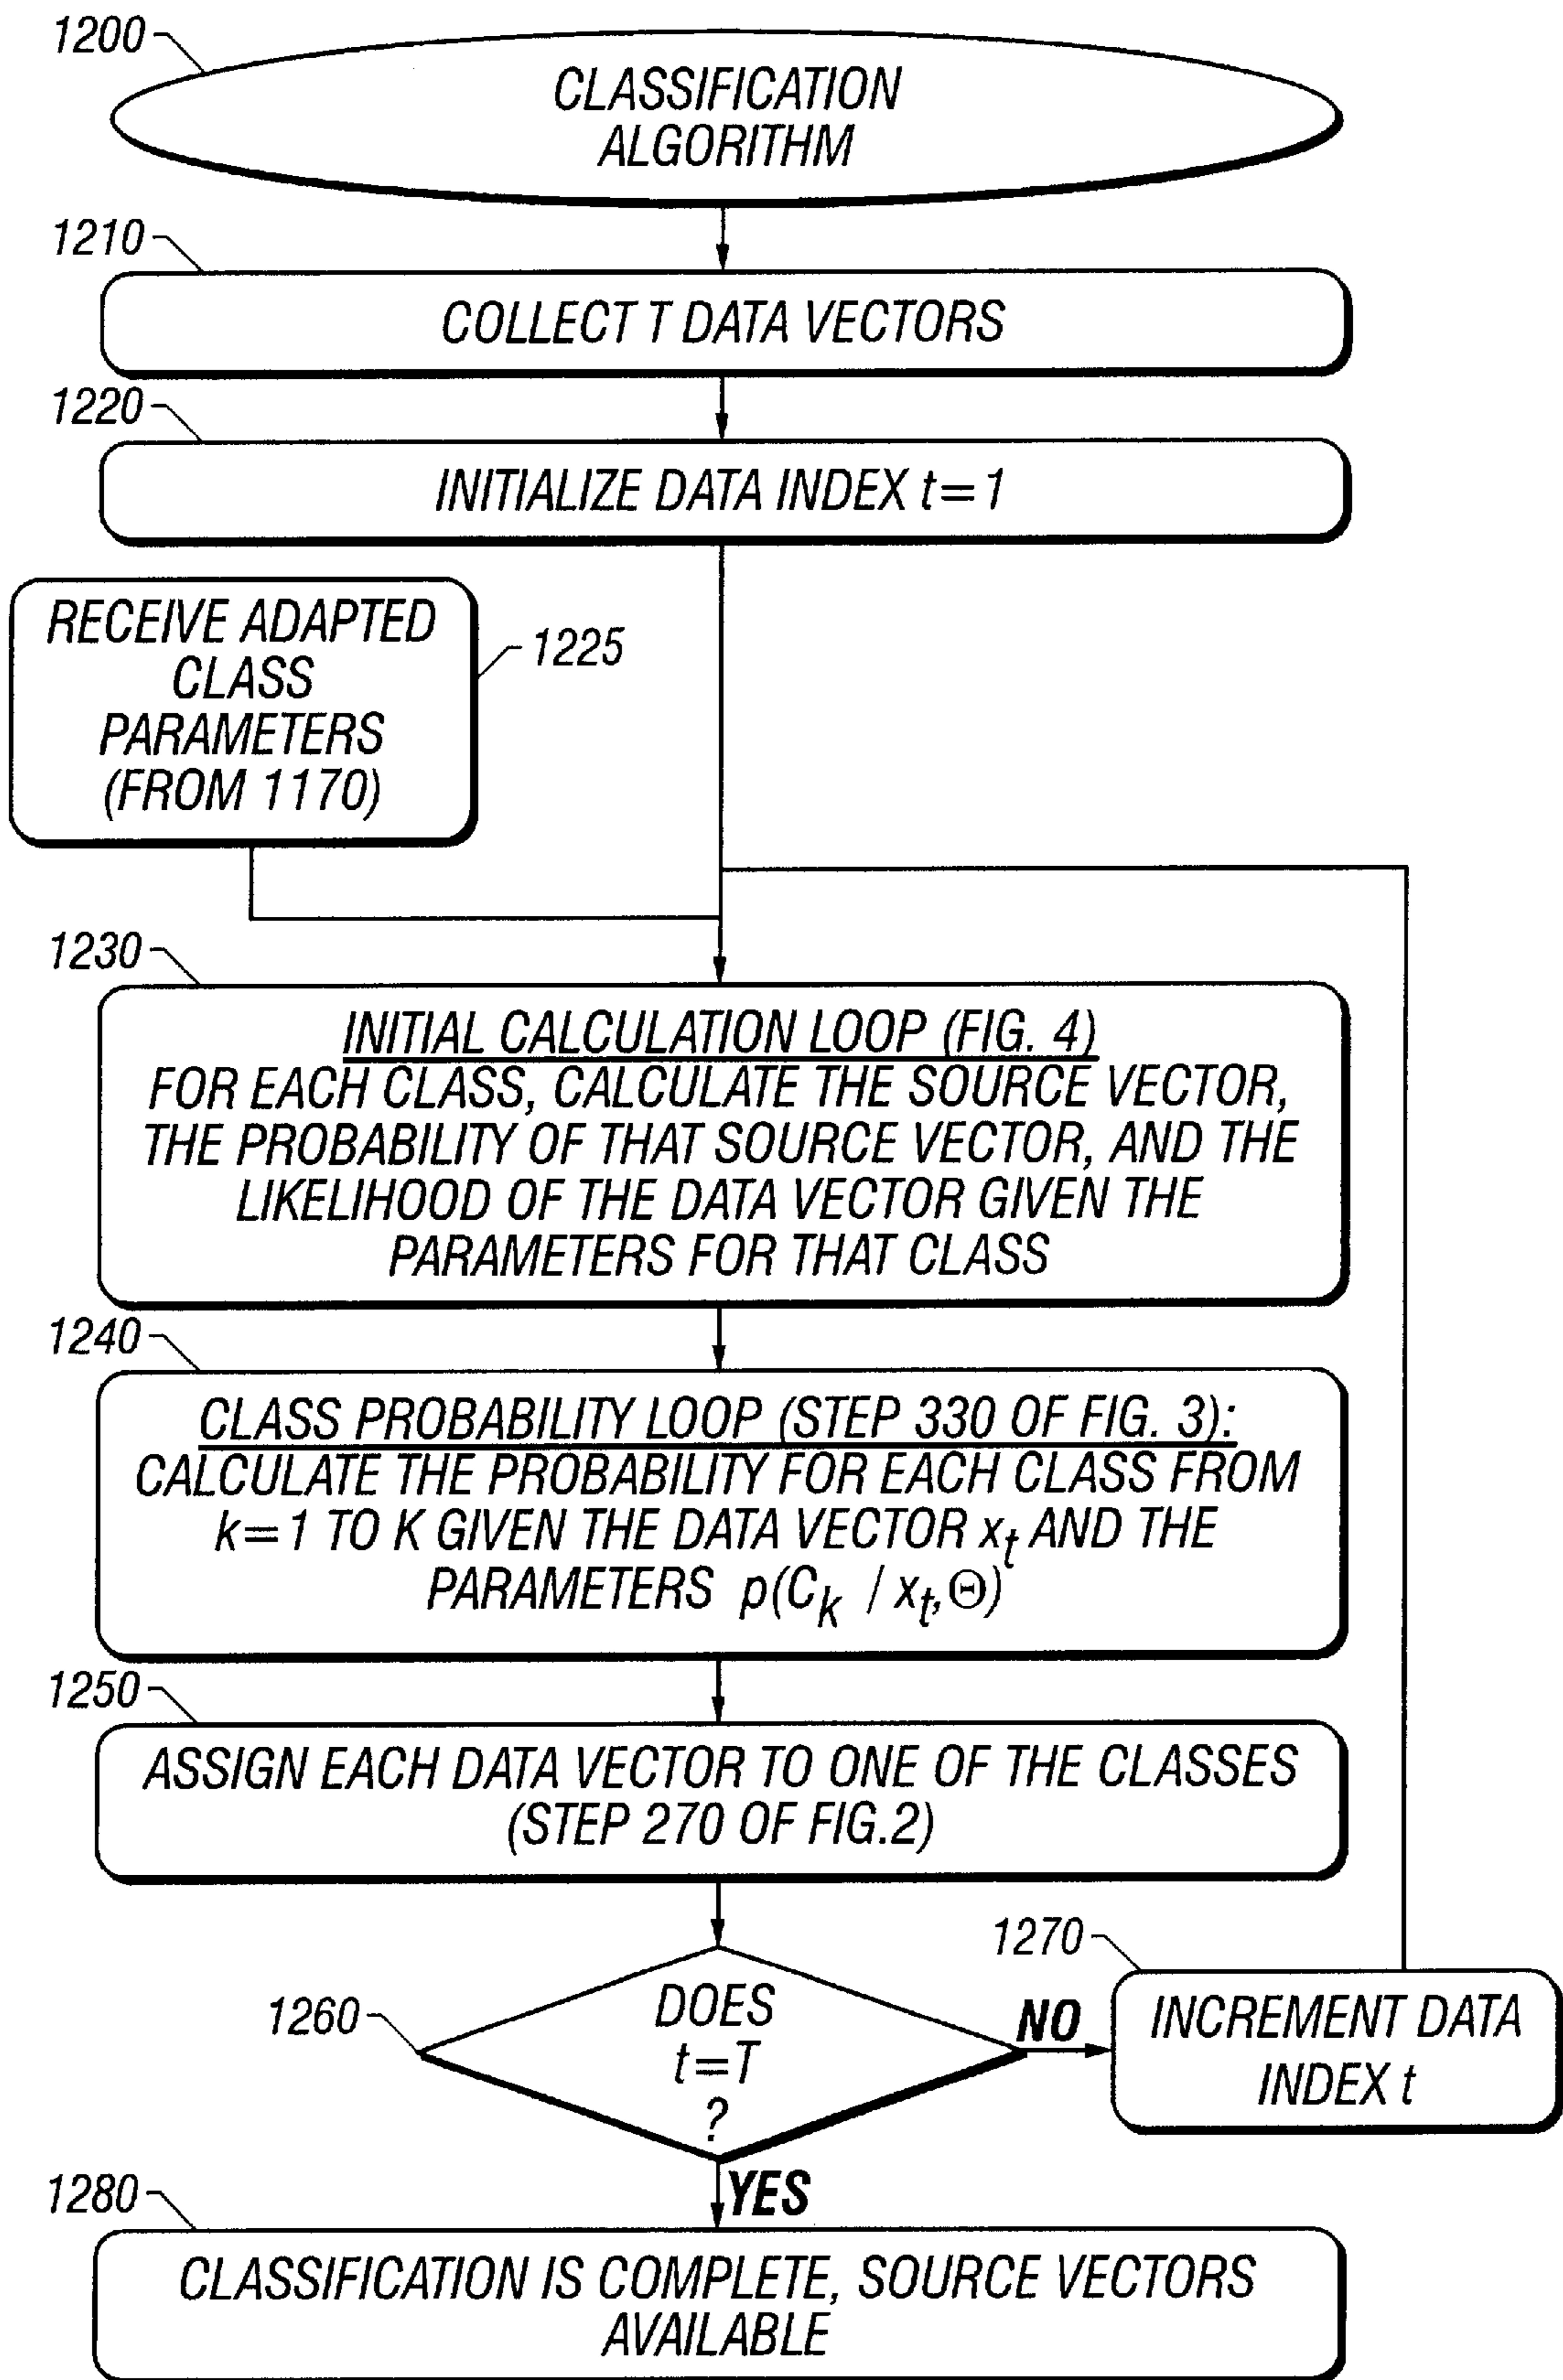 1200
CLASSIFICATION
ALGORITHM
1210
COLLECT T DATA VECTORS
1220
INITIALIZE DATA INDEX t=1
RECEIVE ADAPTED
CLASS
PARAMETERS
(FROM 1170)
1225
1230
INITIAL CALCULATION LOOP (FIG. 4)
FOR EACH CLASS, CALCULATE THE SOURCE VECTOR,
THE PROBABILITY OF THAT SOURCE VECTOR, AND THE
LIKELIHOOD OF THE DATA VECTOR GIVEN THE
PARAMETERS FOR THAT CLASS
1240
CLASS PROBABILITY LOOP (STEP 330 OF FIG. 3):
CALCULATE THE PROBABILITY FOR EACH CLASS FROM
k=1 TO K GIVEN THE DATA VECTOR x_t AND THE
PARAMETERS p(C_k / x_t,Θ)
1250
ASSIGN EACH DATA VECTOR TO ONE OF THE CLASSES
(STEP 270 OF FIG.2)
1260
DOES
t=T
?
NO
1270
INCREMENT DATA
INDEX t
YES
1280
CLASSIFICATION IS COMPLETE, SOURCE VECTORS
AVAILABLE